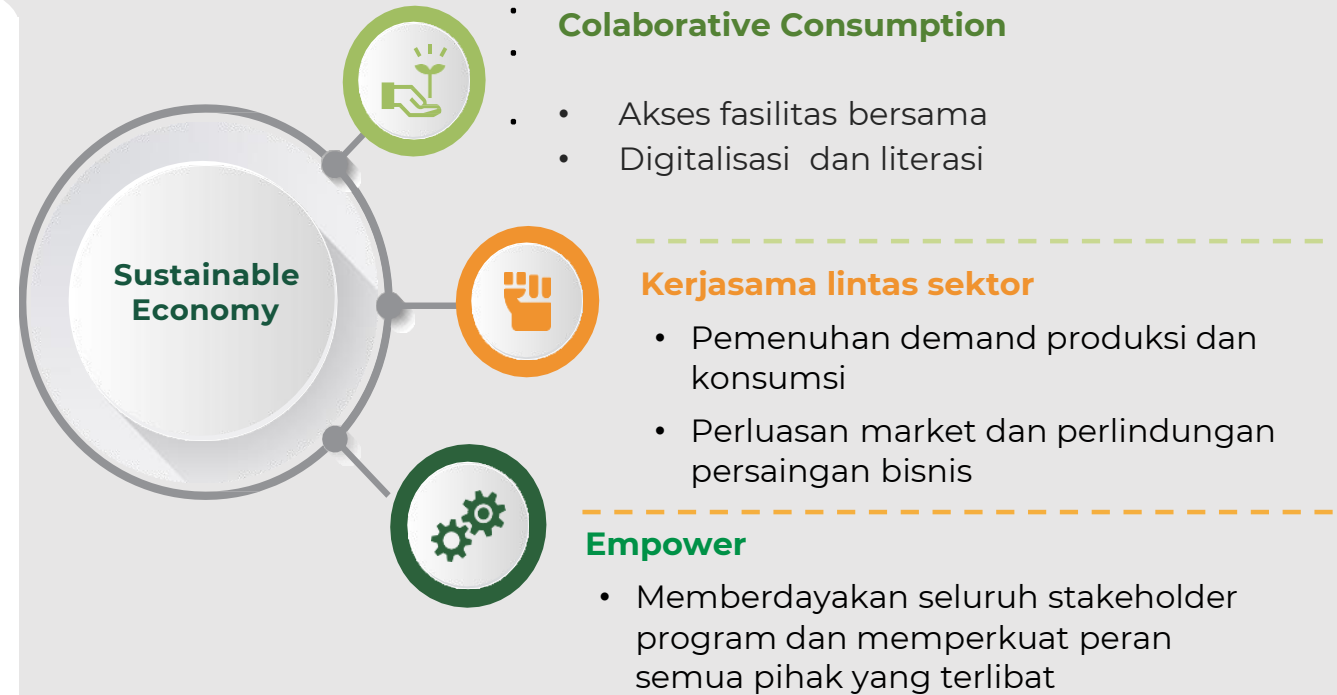 Colaborative Consumption
• Akses fasilitas bersama
• Digitalisasi dan literasi
Sustainable
Economy
Kerjasama lintas sektor
• Pemenuhan demand produksi dan
konsumsi
• Perluasan market dan perlindungan
persaingan bisnis
Empower
• Memberdayakan seluruh stakeholder
program dan memperkuat peran
semua pihak yang terlibat